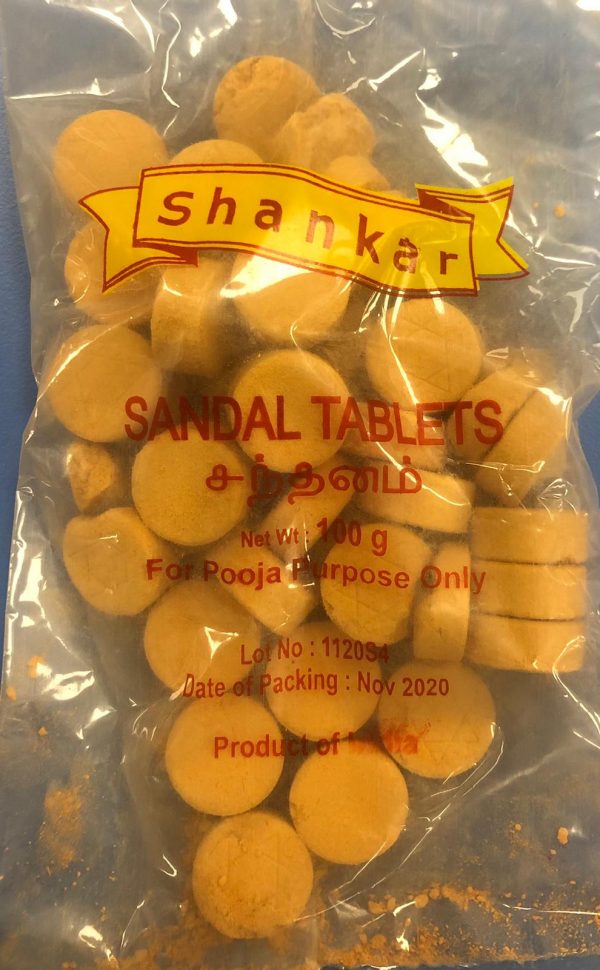 Shankar
SANDAL TABLETS
சந்தனம்
Net Wt : 100 g
For Pooja Purpose Only
Lot No : 1120S4
Date of Packing : Nov 2020
Product of India